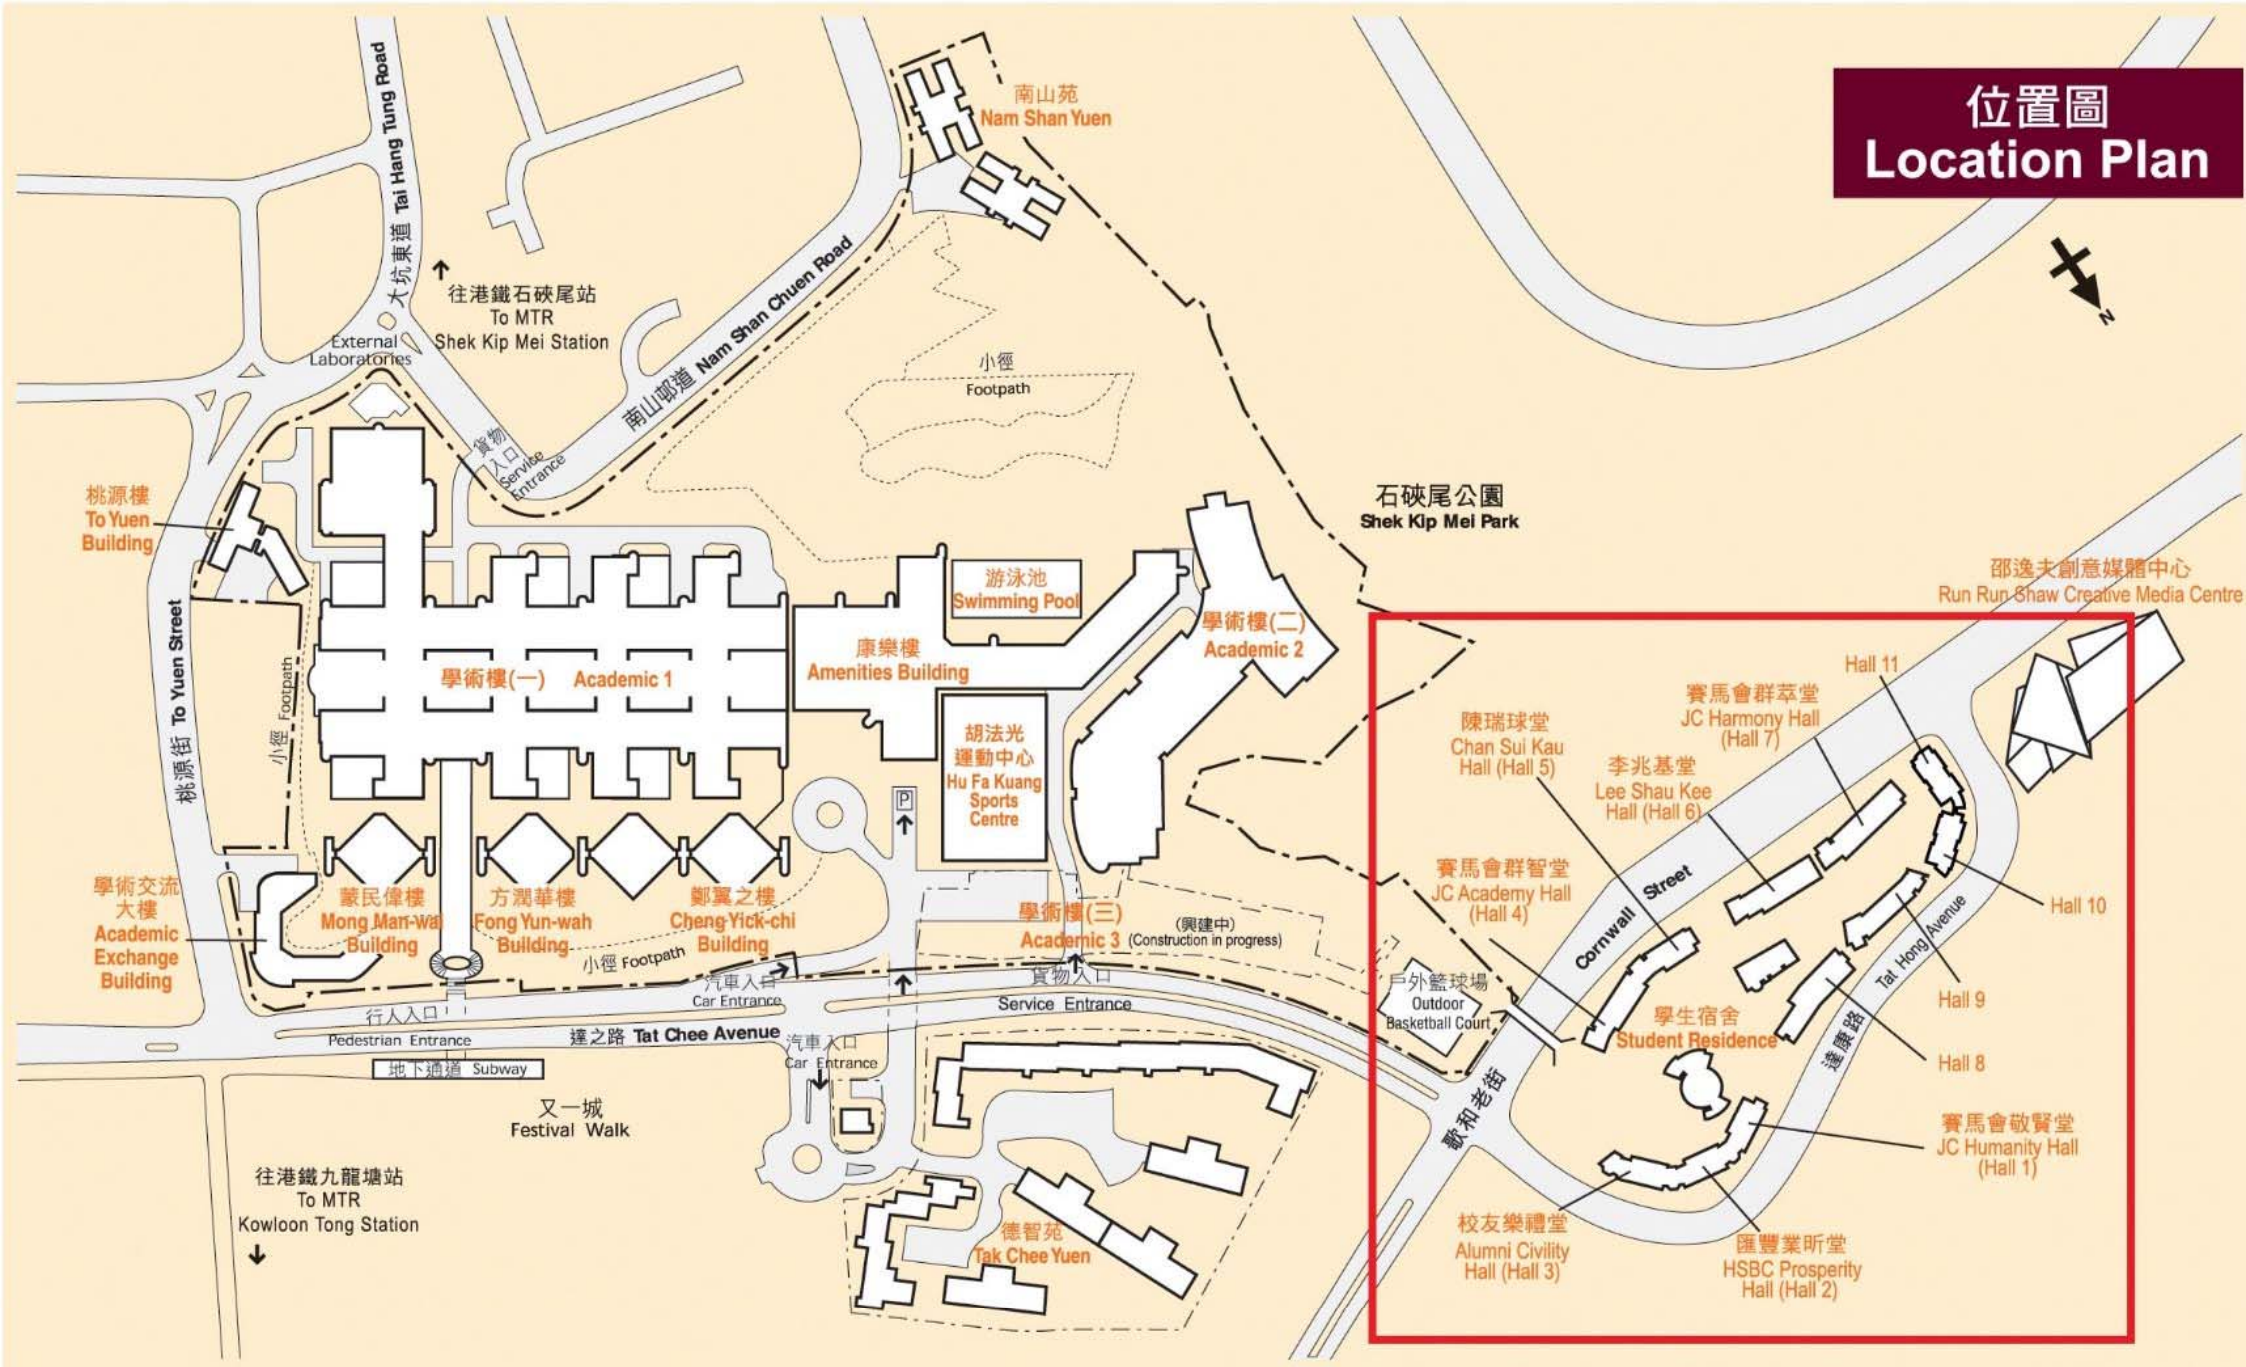 位置圖
Location Plan
N
南山苑
Nam Shan Yuen
大坑東道 Tai Hang Tung Road
往港鐵石硤尾站
To MTR
Shek Kip Mei Station
External
Laboratories
南山邨道 Nam Shan Chuen Road
小徑
Footpath
貨物
入口
Service
Entrance
石硤尾公園
Shek Kip Mei Park
桃源樓
To Yuen
Building
桃源街 To Yuen Street
小徑 Footpath
學術樓(一) Academic 1
康樂樓
Amenities Building
游泳池
Swimming Pool
學術樓(二)
Academic 2
胡法光
運動中心
Hu Fa Kuang
Sports
Centre
P
學術交流
大樓
Academic
Exchange
Building
蒙民偉樓
Mong Man-wai
Building
方潤華樓
Fong Yun-wah
Building
鄭翼之樓
Cheng Yick-chi
Building
小徑 Footpath
學術樓(三)
Academic 3
(興建中)
(Construction in progress)
汽車入口
Car Entrance
貨物入口
Service Entrance
行人入口
Pedestrian Entrance
達之路 Tat Chee Avenue
汽車入口
Car Entrance
地下通道 Subway
又一城
Festival Walk
往港鐵九龍塘站
To MTR
Kowloon Tong Station
德智苑
Tak Chee Yuen
戶外籃球場
Outdoor
Basketball Court
歌和老街
Cornwall Street
邵逸夫創意媒體中心
Run Run Shaw Creative Media Centre
Hall 11
賽馬會群萃堂
JC Harmony Hall
(Hall 7)
陳瑞球堂
Chan Sui Kau
Hall (Hall 5)
李兆基堂
Lee Shau Kee
Hall (Hall 6)
賽馬會群智堂
JC Academy Hall
(Hall 4)
Hall 10
Hall 9
Hall 8
達康路 Tat Hong Avenue
學生宿舍
Student Residence
賽馬會敬賢堂
JC Humanity Hall
(Hall 1)
校友樂禮堂
Alumni Civility
Hall (Hall 3)
匯豐業昕堂
HSBC Prosperity
Hall (Hall 2)